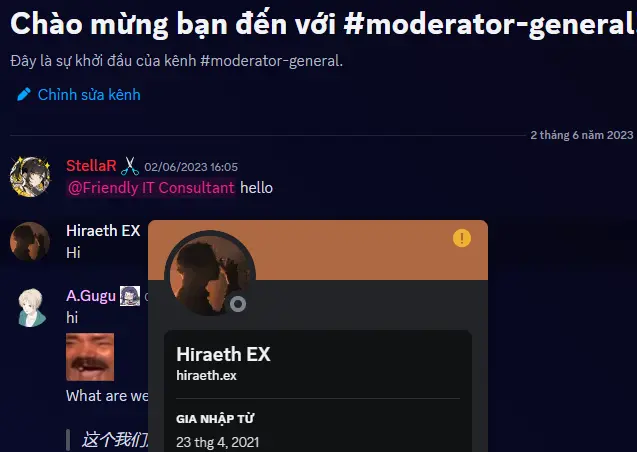 Chào mừng bạn đến với #moderator-general.
Đây là sự khởi đầu của kênh #moderator-general.
Chỉnh sửa kênh
2 tháng 6 năm 2023
StellaR 02/06/2023 16:05
@Friendly IT Consultant hello
Hiraeth EX
Hi
A.Gugu
hi
What are we
这个我们
Hiraeth EX
hiraeth.ex
GIA NHẬP TỪ
23 thg 4, 2021